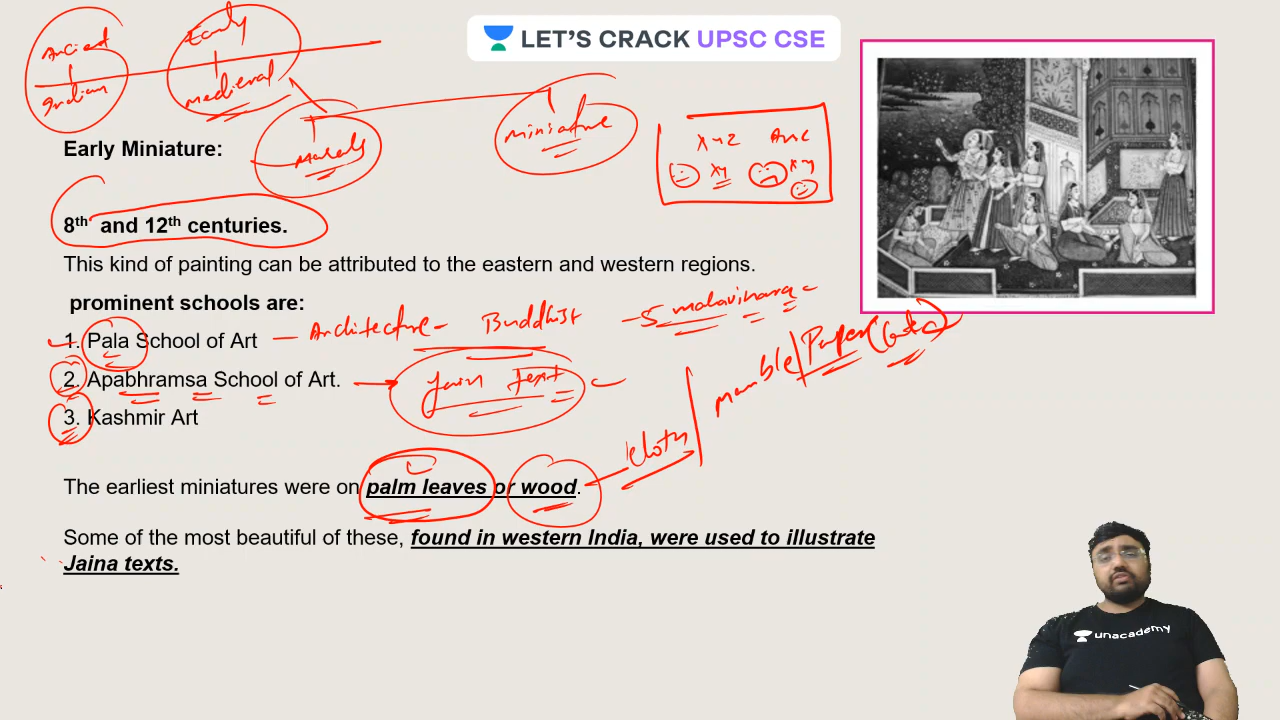 LET'S CRACK UPSC CSE
Ancient
Indian
Early
medieval
murals
miniature
xyz
xy
xy
Early Miniature:
8th and 12th centuries.
This kind of painting can be attributed to the eastern and western regions.
prominent schools are:
1. Pala School of Art – Architecture – Buddhist – 5 mahavihara
2. Apabhramsa School of Art. → Jain Text
3. Kashmir Art
marble Paper
cloth
The earliest miniatures were on palm leaves or wood.
Some of the most beautiful of these, found in western India, were used to illustrate
Jaina texts.
unacademy